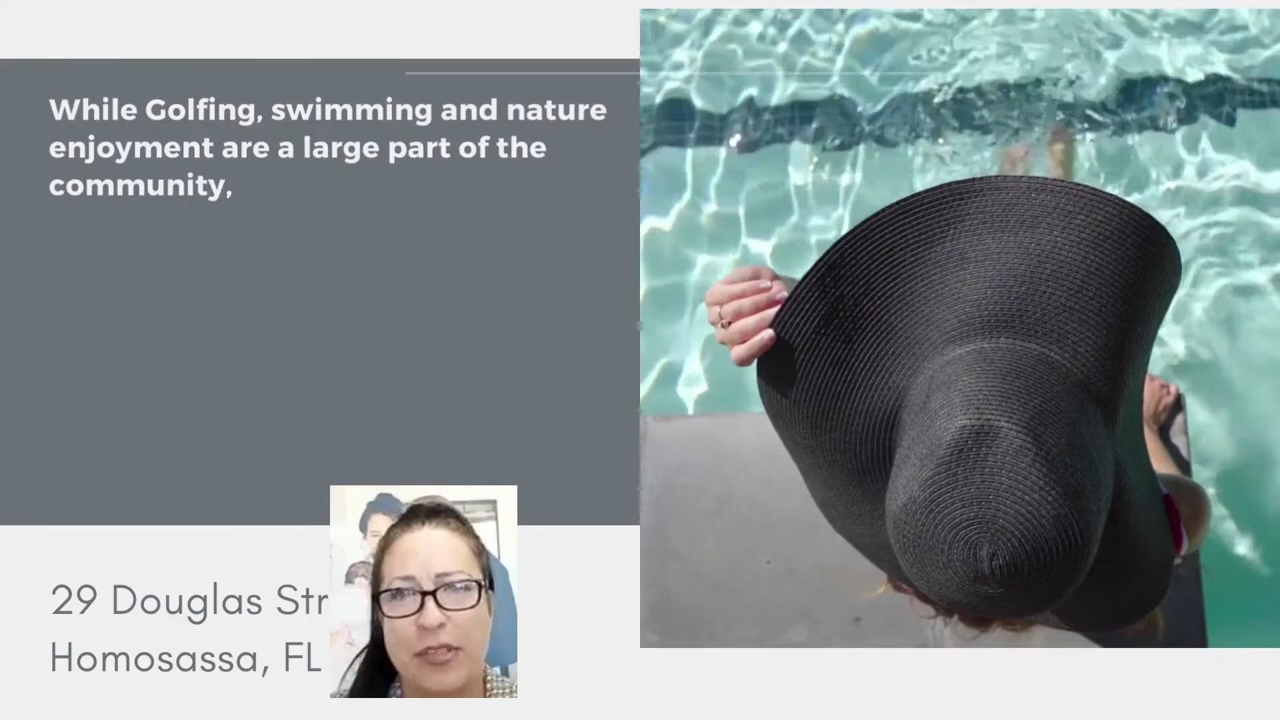 While Golfing, swimming and nature
enjoyment are a large part of the
community,
29 Douglas Str
Homosassa, FL